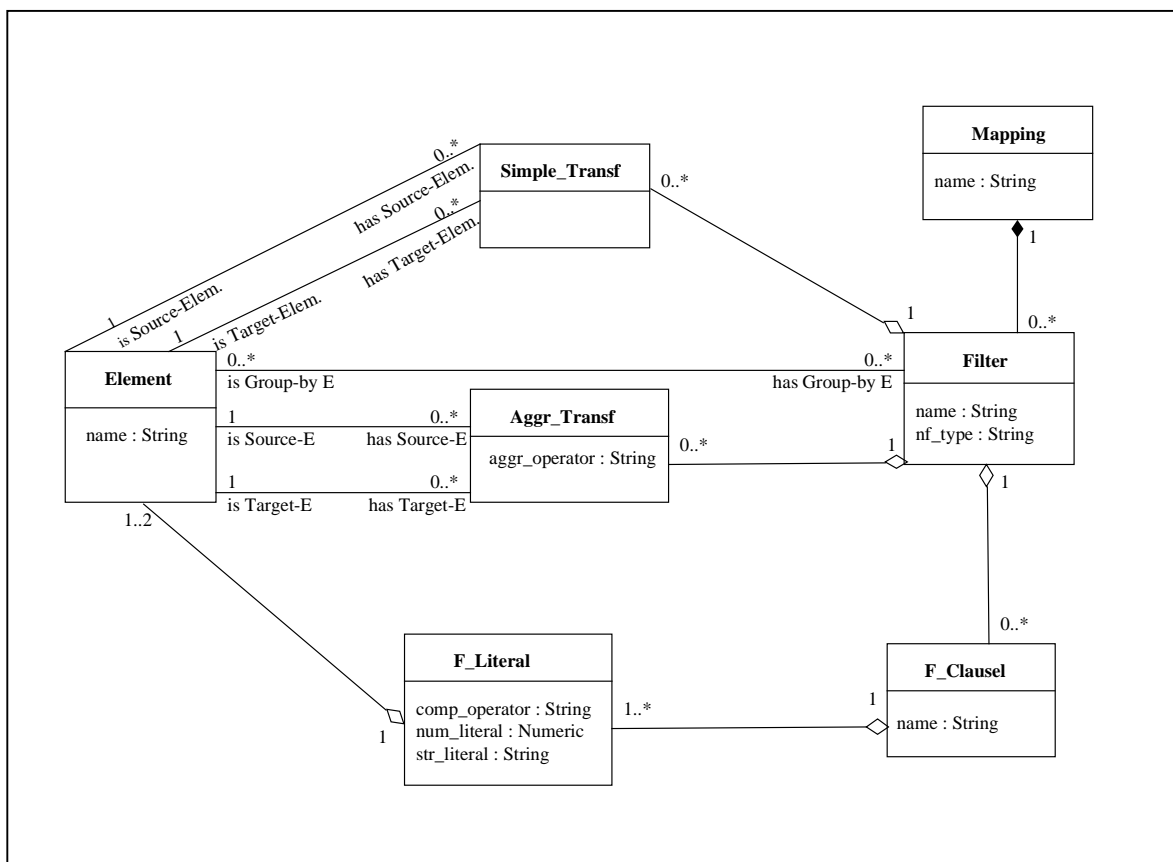 Mapping
name : String
1
0..*
Simple_Transf
0..*
has Source-Elem.
0..*
has Target-Elem.
0..*
1
is Source-Elem.
1
is Target-Elem.
1
Element
name : String
0..*
is Group-by E
0..*
has Group-by E
Filter
name : String
nf_type : String
1
is Source-E
0..*
has Source-E
Aggr_Transf
aggr_operator : String
0..*
1
1
is Target-E
0..*
has Target-E
1
1..2
0..*
F_Literal
comp_operator : String
num_literal : Numeric
str_literal : String
1
1..*
1
F_Clausel
name : String